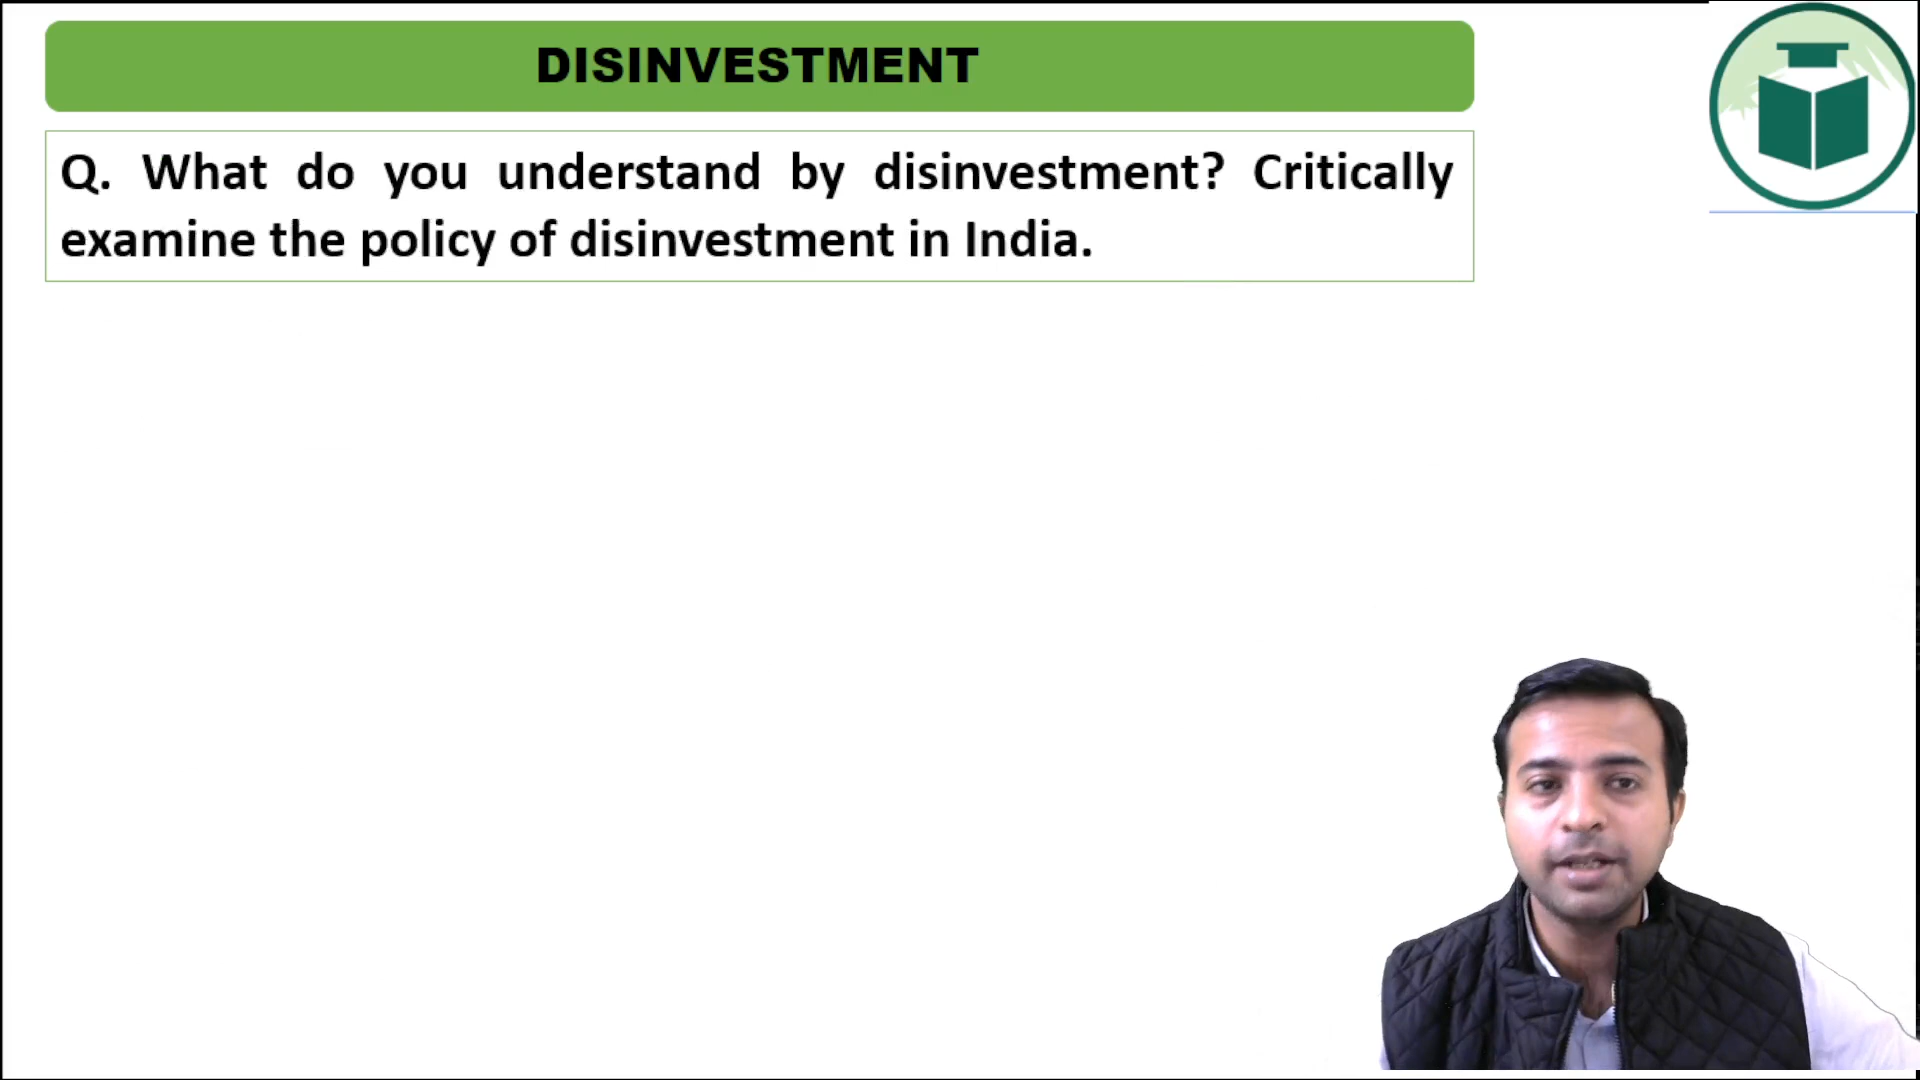 DISINVESTMENT
Q. What do you understand by disinvestment? Critically
examine the policy of disinvestment in India.